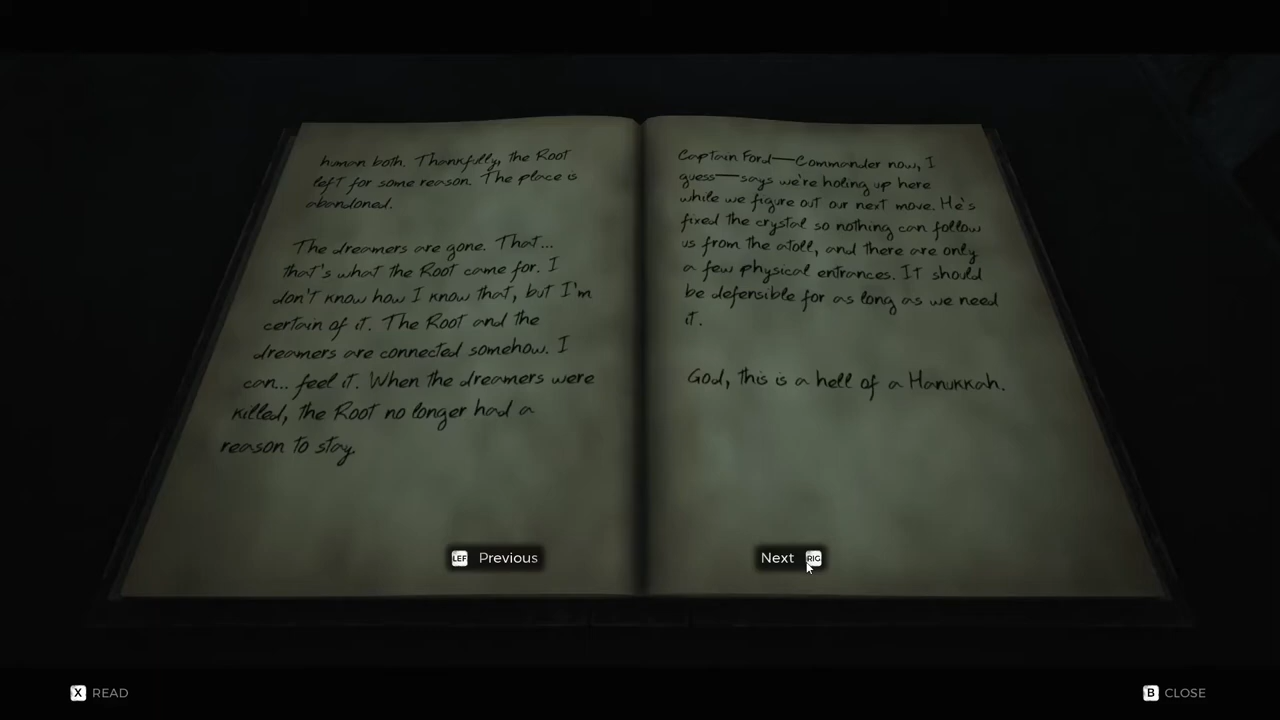 human both. Thankfully, the Root
left for some reason. The place is
abandoned.
The dreamers are gone. That...
that's what the Root came for. I
don't know how I know that, but I'm
certain of it. The Root and the
dreamers are connected somehow. I
can... feel it. When the dreamers were
killed, the Root no longer had a
reason to stay.
Captain Ford—Commander now, I
guess—says we're holing up here
while we figure out our next move. He's
fixed the crystal so nothing can follow
us from the atoll, and there are only
a few physical entrances. It should
be defensible for as long as we need
it.
God, this is a hell of a Hanukkah.
LEF Previous
Next RIG
X READ
B CLOSE